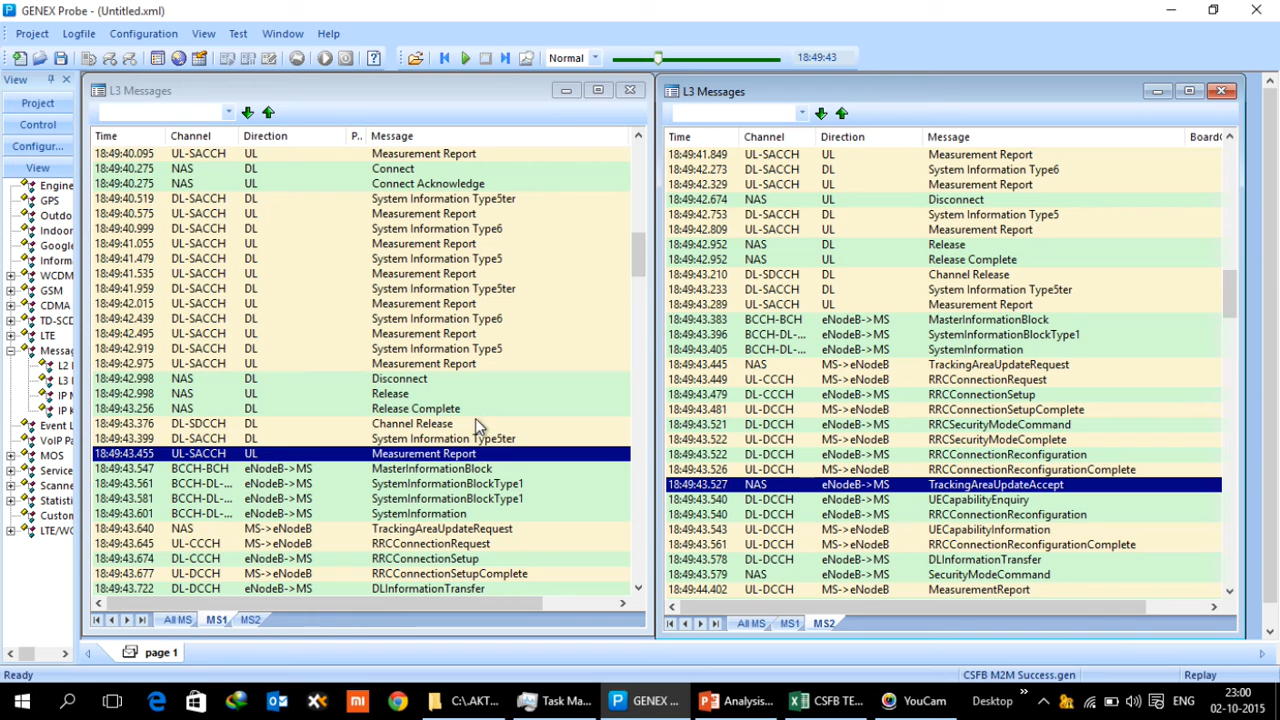 GENEX Probe - (Untitled.xml)
Project Logfile Configuration View Test Window Help
Normal 18:49:43
View
Project
Control
Configur...
View
Engine
GPS
Outdo
Indoor
Google
Inform
WCDM
GSM
CDMA
TD-SCD
LTE
Messag
L2
L3
IP M
IP K
Event L
VoIP Pa
MOS
Service
Scanne
Statisti
Custom
LTE/WC
L3 Messages
Time Channel Direction P.. Message
18:49:40.095 UL-SACCH UL Measurement Report
18:49:40.275 NAS DL Connect
18:49:40.275 NAS UL Connect Acknowledge
18:49:40.519 DL-SACCH DL System Information Type5ter
18:49:40.575 UL-SACCH UL Measurement Report
18:49:40.999 DL-SACCH DL System Information Type6
18:49:41.055 UL-SACCH UL Measurement Report
18:49:41.479 DL-SACCH DL System Information Type5
18:49:41.535 UL-SACCH UL Measurement Report
18:49:41.959 DL-SACCH DL System Information Type5ter
18:49:42.015 UL-SACCH UL Measurement Report
18:49:42.439 DL-SACCH DL System Information Type6
18:49:42.495 UL-SACCH UL Measurement Report
18:49:42.919 DL-SACCH DL System Information Type5
18:49:42.975 UL-SACCH UL Measurement Report
18:49:42.998 NAS DL Disconnect
18:49:42.998 NAS UL Release
18:49:43.256 NAS DL Release Complete
18:49:43.376 DL-SDCCH DL Channel Release
18:49:43.399 DL-SACCH DL System Information Type5ter
18:49:43.455 UL-SACCH UL Measurement Report
18:49:43.547 BCCH-BCH eNodeB->MS MasterInformationBlock
18:49:43.561 BCCH-DL-... eNodeB->MS SystemInformationBlockType1
18:49:43.581 BCCH-DL-... eNodeB->MS SystemInformationBlockType1
18:49:43.601 BCCH-DL-... eNodeB->MS SystemInformation
18:49:43.640 NAS MS->eNodeB TrackingAreaUpdateRequest
18:49:43.645 UL-CCCH MS->eNodeB RRCConnectionRequest
18:49:43.674 DL-CCCH eNodeB->MS RRCConnectionSetup
18:49:43.677 UL-DCCH MS->eNodeB RRCConnectionSetupComplete
18:49:43.722 DL-DCCH eNodeB->MS DLInformationTransfer
All MS MS1 MS2
L3 Messages
Time Channel Direction Message BoardC
18:49:41.849 UL-SACCH UL Measurement Report
18:49:42.273 DL-SACCH DL System Information Type6
18:49:42.329 UL-SACCH UL Measurement Report
18:49:42.674 NAS UL Disconnect
18:49:42.753 DL-SACCH DL System Information Type5
18:49:42.809 UL-SACCH UL Measurement Report
18:49:42.952 NAS DL Release
18:49:42.952 NAS UL Release Complete
18:49:43.210 DL-SDCCH DL Channel Release
18:49:43.233 DL-SACCH DL System Information Type5ter
18:49:43.289 UL-SACCH UL Measurement Report
18:49:43.383 BCCH-BCH eNodeB->MS MasterInformationBlock
18:49:43.396 BCCH-DL-... eNodeB->MS SystemInformationBlockType1
18:49:43.405 BCCH-DL-... eNodeB->MS SystemInformation
18:49:43.445 NAS MS->eNodeB TrackingAreaUpdateRequest
18:49:43.449 UL-CCCH MS->eNodeB RRCConnectionRequest
18:49:43.479 DL-CCCH eNodeB->MS RRCConnectionSetup
18:49:43.481 UL-DCCH MS->eNodeB RRCConnectionSetupComplete
18:49:43.521 DL-DCCH eNodeB->MS RRCSecurityModeCommand
18:49:43.522 UL-DCCH MS->eNodeB RRCSecurityModeComplete
18:49:43.522 DL-DCCH eNodeB->MS RRCConnectionReconfiguration
18:49:43.526 UL-DCCH MS->eNodeB RRCConnectionReconfigurationComplete
18:49:43.527 NAS eNodeB->MS TrackingAreaUpdateAccept
18:49:43.540 DL-DCCH eNodeB->MS UECapabilityEnquiry
18:49:43.540 DL-DCCH eNodeB->MS RRCConnectionReconfiguration
18:49:43.543 UL-DCCH MS->eNodeB UECapabilityInformation
18:49:43.561 UL-DCCH MS->eNodeB RRCConnectionReconfigurationComplete
18:49:43.578 DL-DCCH eNodeB->MS DLInformationTransfer
18:49:43.579 NAS eNodeB->MS SecurityModeCommand
18:49:44.402 UL-DCCH MS->eNodeB MeasurementReport
All MS MS1 MS2
page 1
Ready CSFB M2M Success.gen Replay
C:\.AKT... Task Ma... GENEX ... Analysis... CSFB TE... YouCam Desktop ENG 23:00
02-10-2015